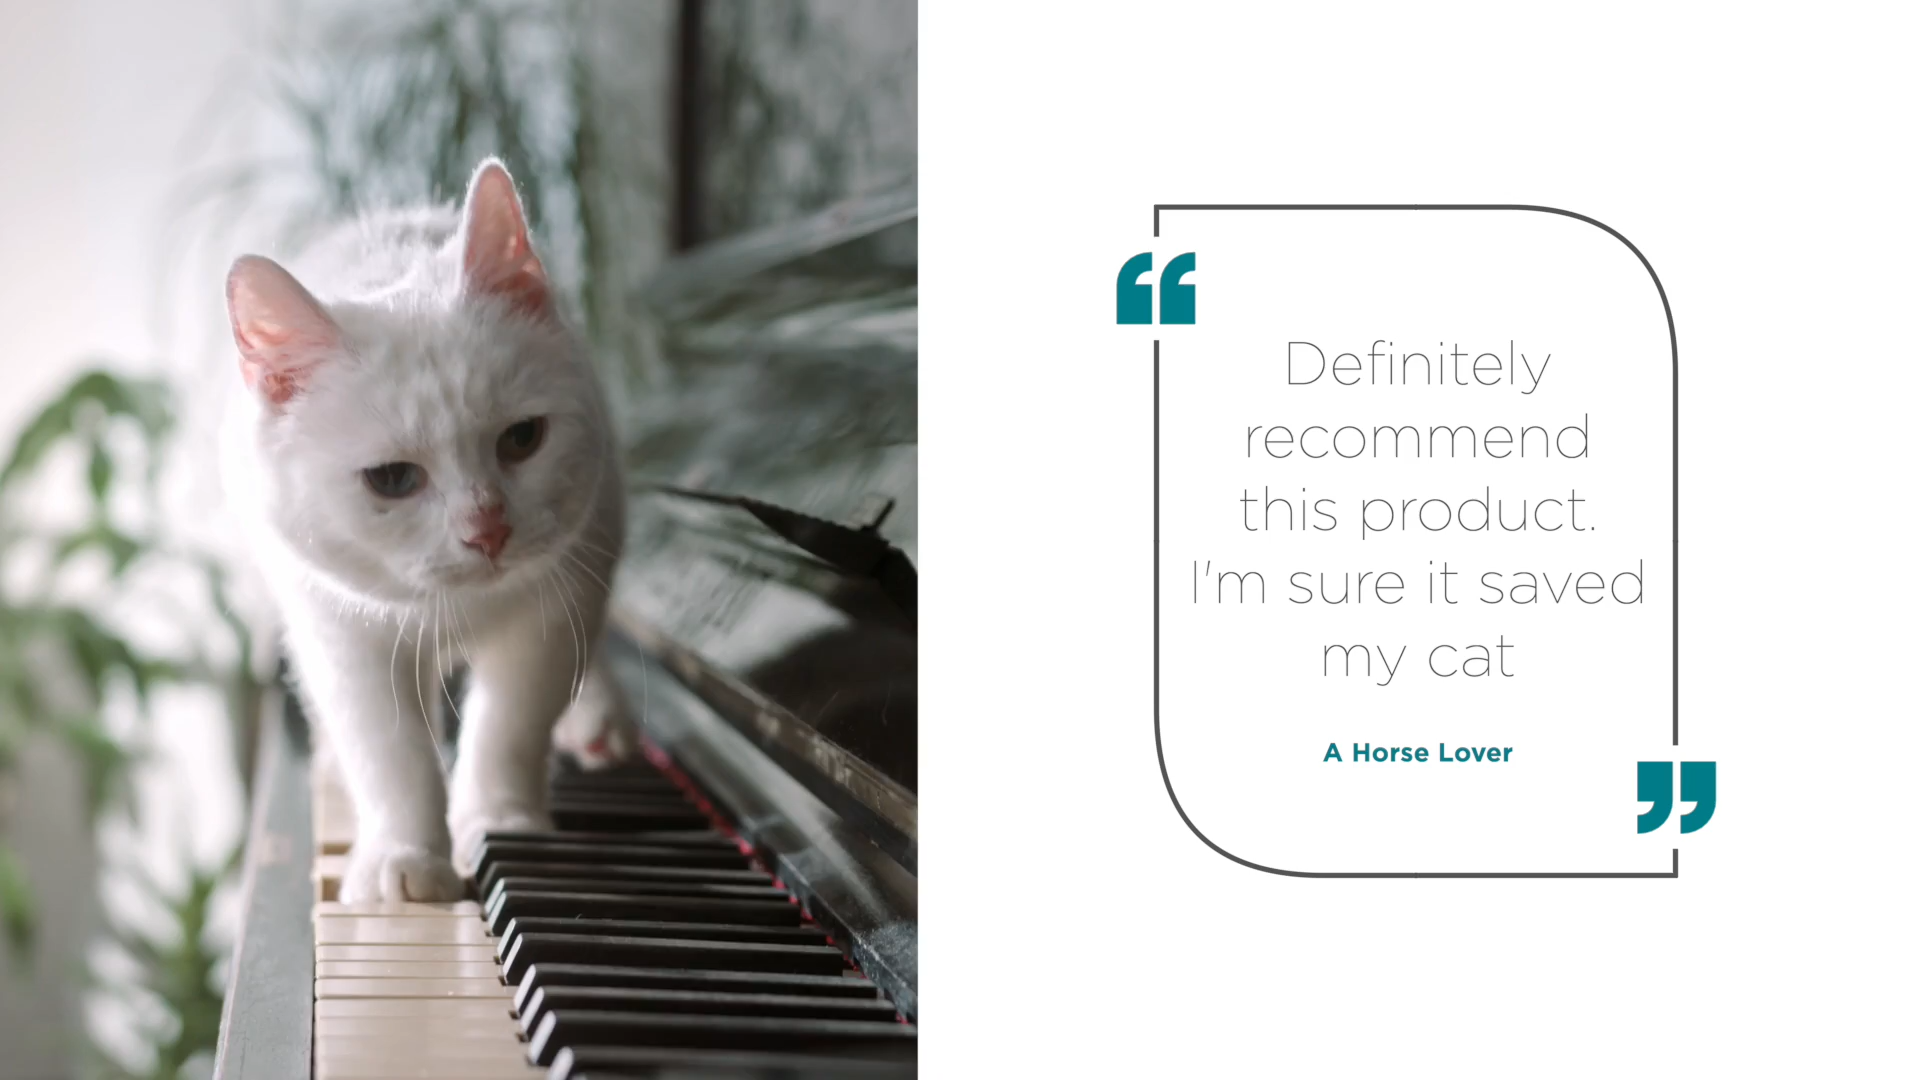 Definitely
recommend
this product.
I'm sure it saved
my cat
A Horse Lover